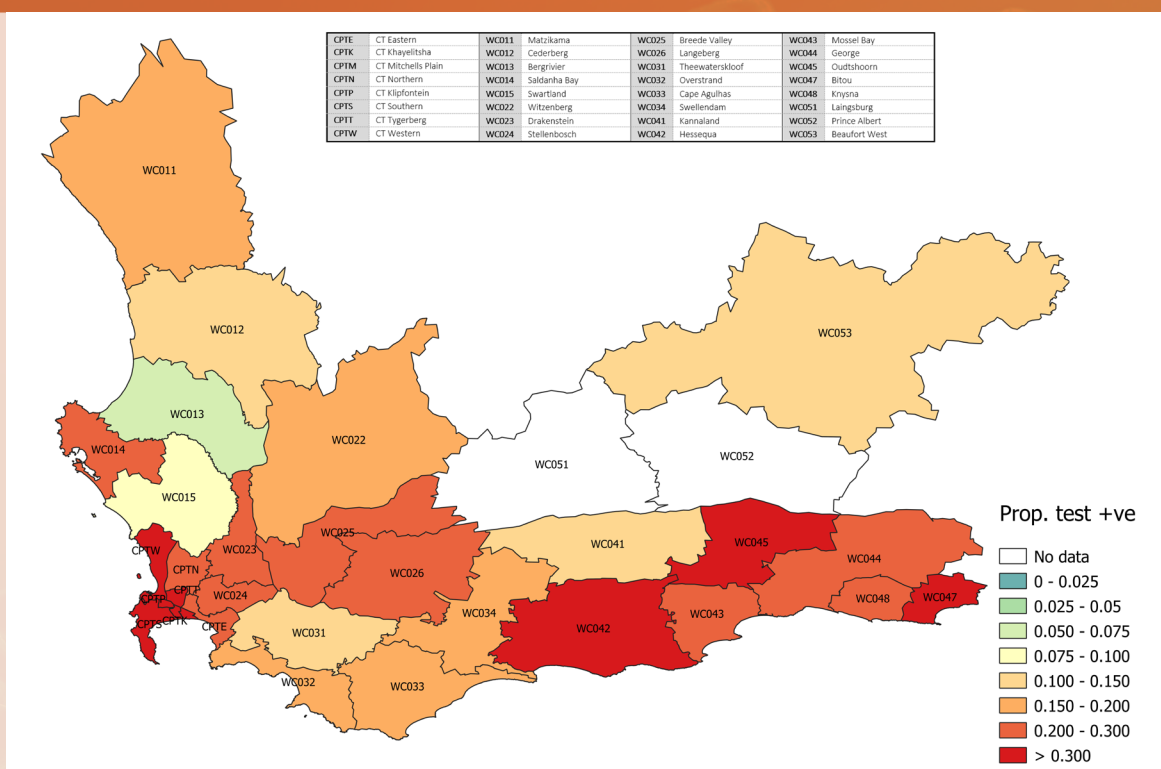 CPTE CT Eastern WC011 Matzikama WC025 Breede Valley WC043 Mossel Bay
CPTK CT Khayelitsha WC012 Cederberg WC026 Langeberg WC044 George
CPTM CT Mitchells Plain WC013 Bergrivier WC031 Theewaterskloof WC045 Oudtshoorn
CPTN CT Northern WC014 Saldanha Bay WC032 Overstrand WC047 Bitou
CPTP CT Klipfontein WC015 Swartland WC033 Cape Agulhas WC048 Knysna
CPTS CT Southern WC022 Witzenberg WC034 Swellendam WC051 Laingsburg
CPTT CT Tygerberg WC023 Drakenstein WC041 Kannaland WC052 Prince Albert
CPTW CT Western WC024 Stellenbosch WC042 Hessequa WC053 Beaufort West
WC011
WC012
WC053
WC013
WC022
WC014
WC051
WC052
WC015
WC025
CPTW
WC023
WC041
WC045
WC044
CPTN
WC026
CPTP
WC024
WC047
WC048
WC034
WC043
CPTS
CPTK
CPTE
WC031
WC042
WC032
WC033
Prop. test +ve
No data
0 - 0.025
0.025 - 0.05
0.050 - 0.075
0.075 - 0.100
0.100 - 0.150
0.150 - 0.200
0.200 - 0.300
> 0.300